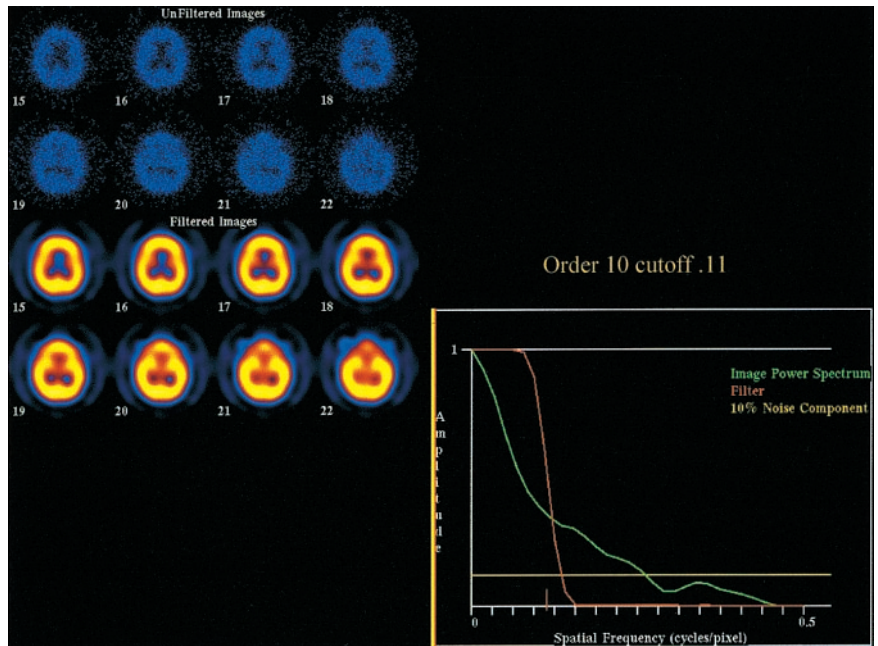 UnFiltered Images
15 16 17 18
19 20 21 22
Filtered Images
15 16 17 18
19 20 21 22
Order 10 cutoff .11
1
Amplitude
Image Power Spectrum
Filter
10% Noise Component
0 0.5
Spatial Frequency (cycles/pixel)